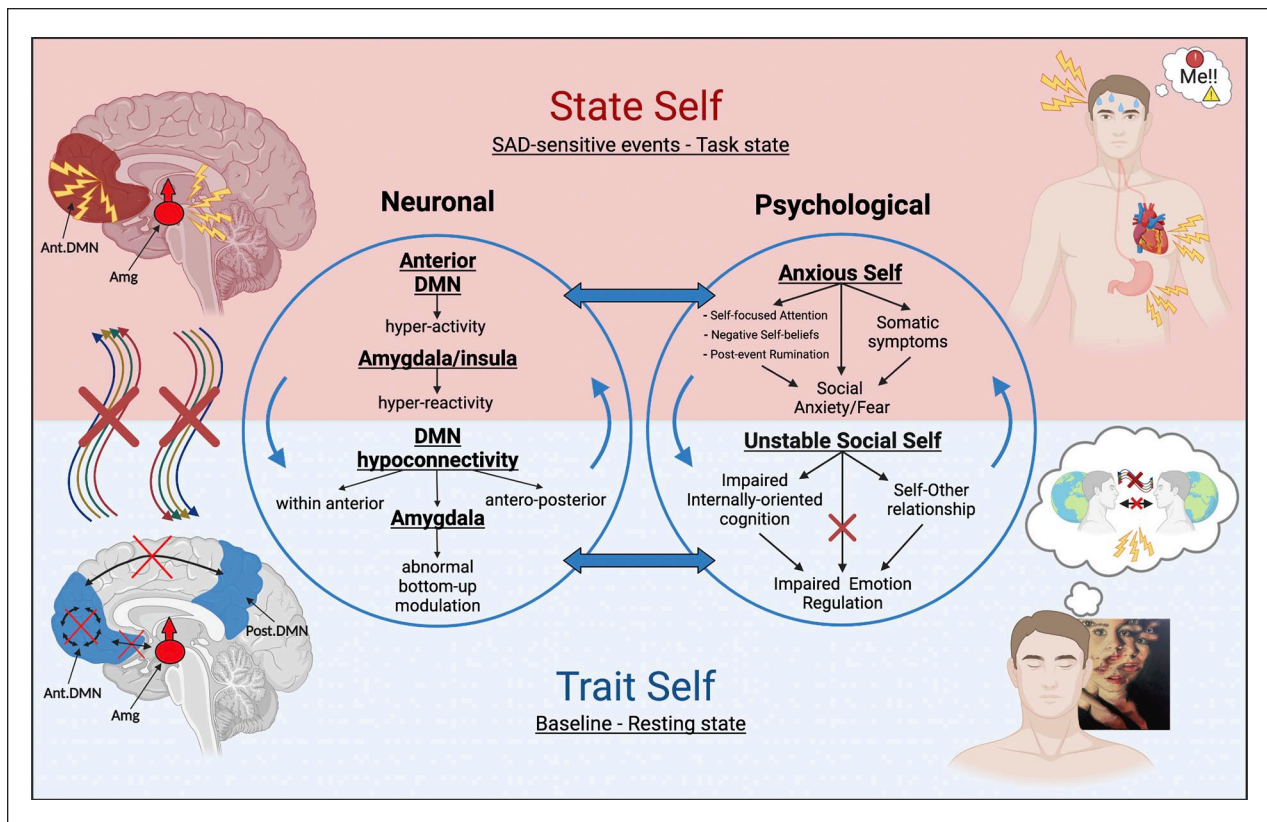 State Self
SAD-sensitive events - Task state
Me!!
Ant.DMN
Amg
Neuronal
Anterior
DMN
hyper-activity
Amygdala/insula
hyper-reactivity
DMN
hypoconnectivity
within anterior
antero-posterior
Amygdala
abnormal
bottom-up
modulation
Psychological
Anxious Self
- Self-focused Attention
- Negative Self-beliefs
- Post-event Rumination
Somatic
symptoms
Social
Anxiety/Fear
Unstable Social Self
Impaired
Internally-oriented
cognition
Self-Other
relationship
Impaired Emotion
Regulation
Post.DMN
Ant.DMN
Amg
Trait Self
Baseline - Resting state